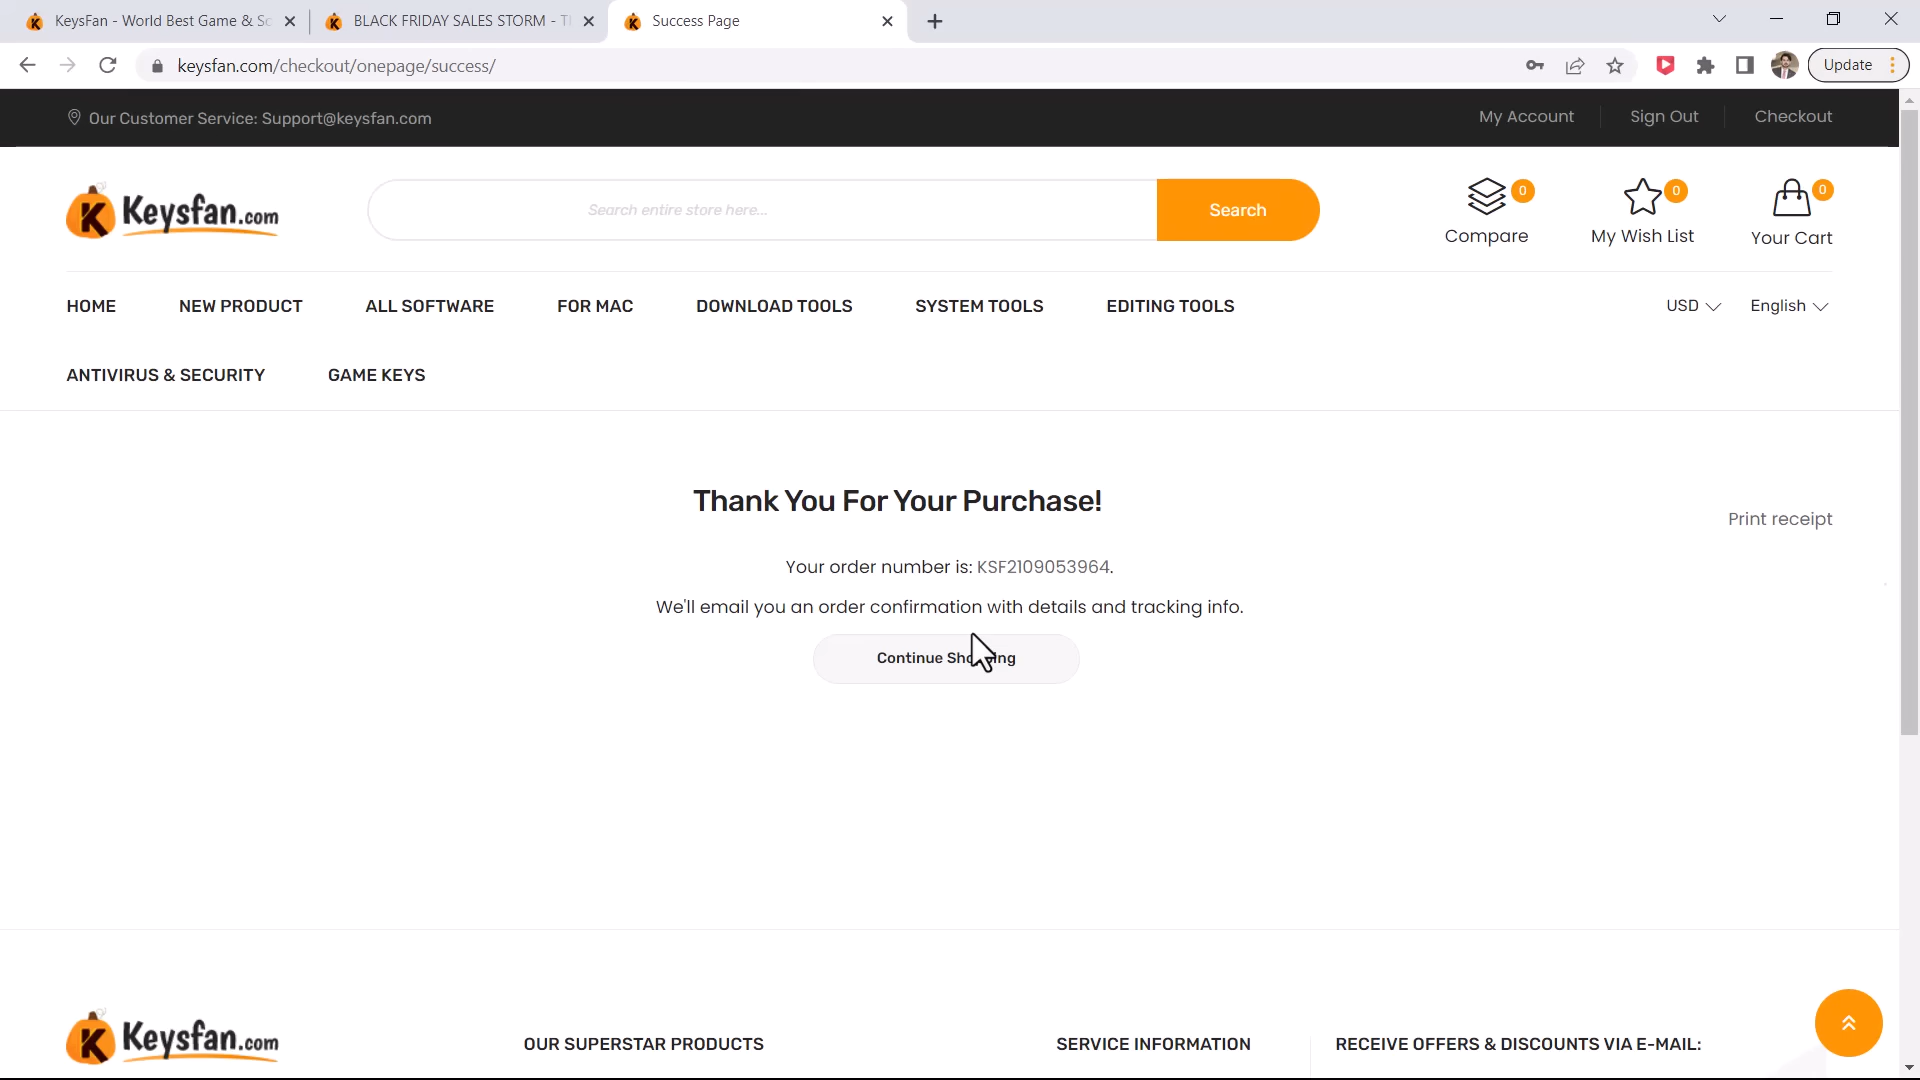 KeysFan - World Best Game & So
BLACK FRIDAY SALES STORM - Th
Success Page
keysfan.com/checkout/onepage/success/
Update
Our Customer Service: Support@keysfan.com
My Account
Sign Out
Checkout
Keysfan.com
Search entire store here...
Search
0
Compare
0
My Wish List
0
Your Cart
HOME
NEW PRODUCT
ALL SOFTWARE
FOR MAC
DOWNLOAD TOOLS
SYSTEM TOOLS
EDITING TOOLS
USD
English
ANTIVIRUS & SECURITY
GAME KEYS
Thank You For Your Purchase!
Print receipt
Your order number is: KSF2109053964.
We'll email you an order confirmation with details and tracking info.
Continue Shopping
Keysfan.com
OUR SUPERSTAR PRODUCTS
SERVICE INFORMATION
RECEIVE OFFERS & DISCOUNTS VIA E-MAIL: